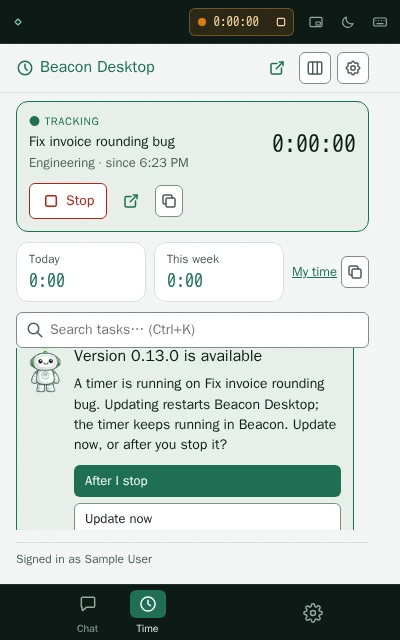 0:00:00
Beacon Desktop
TRACKING
Fix invoice rounding bug
0:00:00
Engineering · since 6:23 PM
Stop
Today
0:00
This week
0:00
My time
Search tasks··· (Ctrl+K)
Version 0.13.0 is available
A timer is running on Fix invoice rounding
bug. Updating restarts Beacon Desktop;
the timer keeps running in Beacon. Update
now, or after you stop it?
After I stop
Update now
Signed in as Sample User
Chat
Time